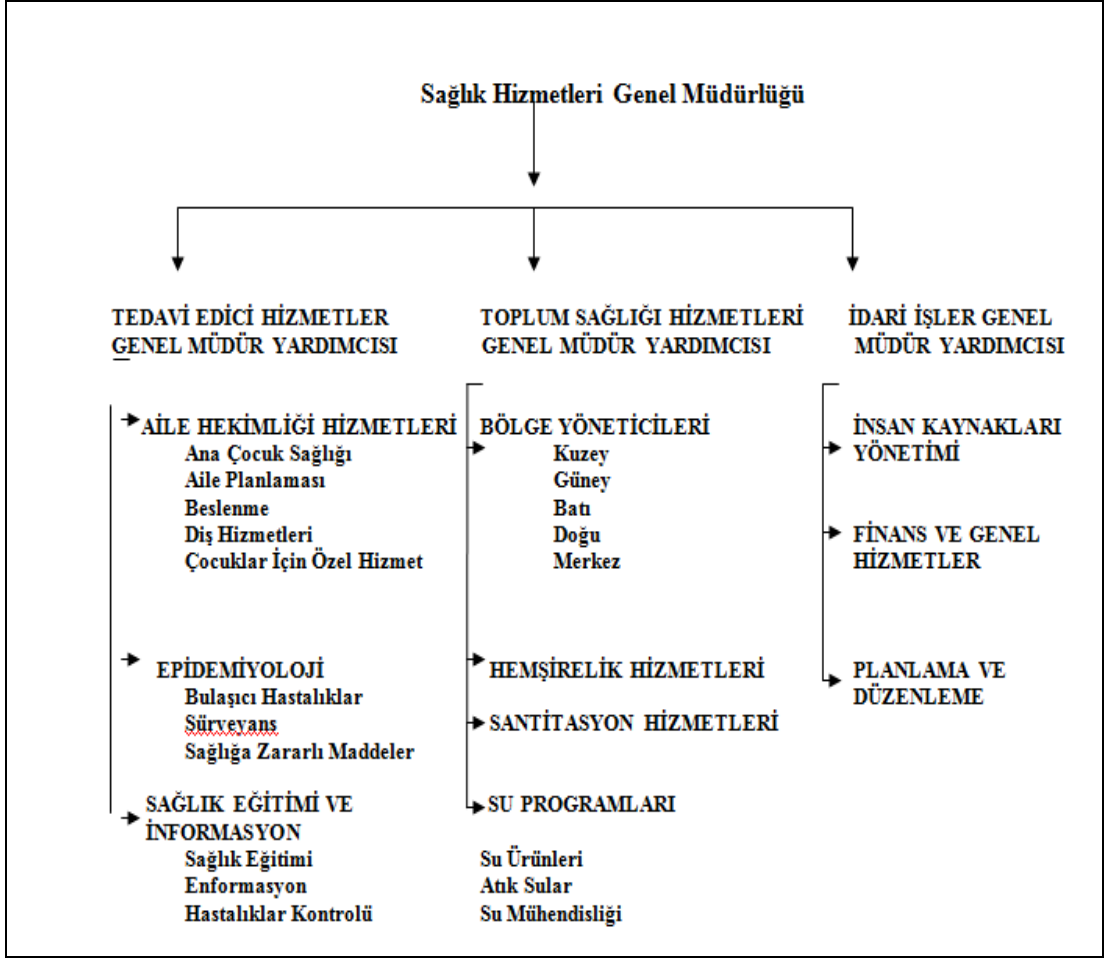 Sağlık Hizmetleri Genel Müdürlüğü
TEDAVİ EDİCİ HİZMETLER
GENEL MÜDÜR YARDIMCISI
AİLE HEKİMLİĞİ HİZMETLERİ
Ana Çocuk Sağlığı
Aile Planlaması
Beslenme
Diş Hizmetleri
Çocuklar İçin Özel Hizmet
EPİDEMİYOLOJİ
Bulaşıcı Hastalıklar
Sürveyans
Sağlığa Zararlı Maddeler
SAĞLIK EĞİTİMİ VE
İNFORMASYON
Sağlık Eğitimi
Enformasyon
Hastalıklar Kontrolü
TOPLUM SAĞLIĞI HİZMETLERİ
GENEL MÜDÜR YARDIMCISI
BÖLGE YÖNETİCİLERİ
Kuzey
Güney
Batı
Doğu
Merkez
HEMŞİRELİK HİZMETLERİ
SANTİTASYON HİZMETLERİ
SU PROGRAMLARI
Su Ürünleri
Atık Sular
Su Mühendisliği
İDARİ İŞLER GENEL
MÜDÜR YARDIMCISI
İNSAN KAYNAKLARI
YÖNETİMİ
FİNANS VE GENEL
HİZMETLER
PLANLAMA VE
DÜZENLEME